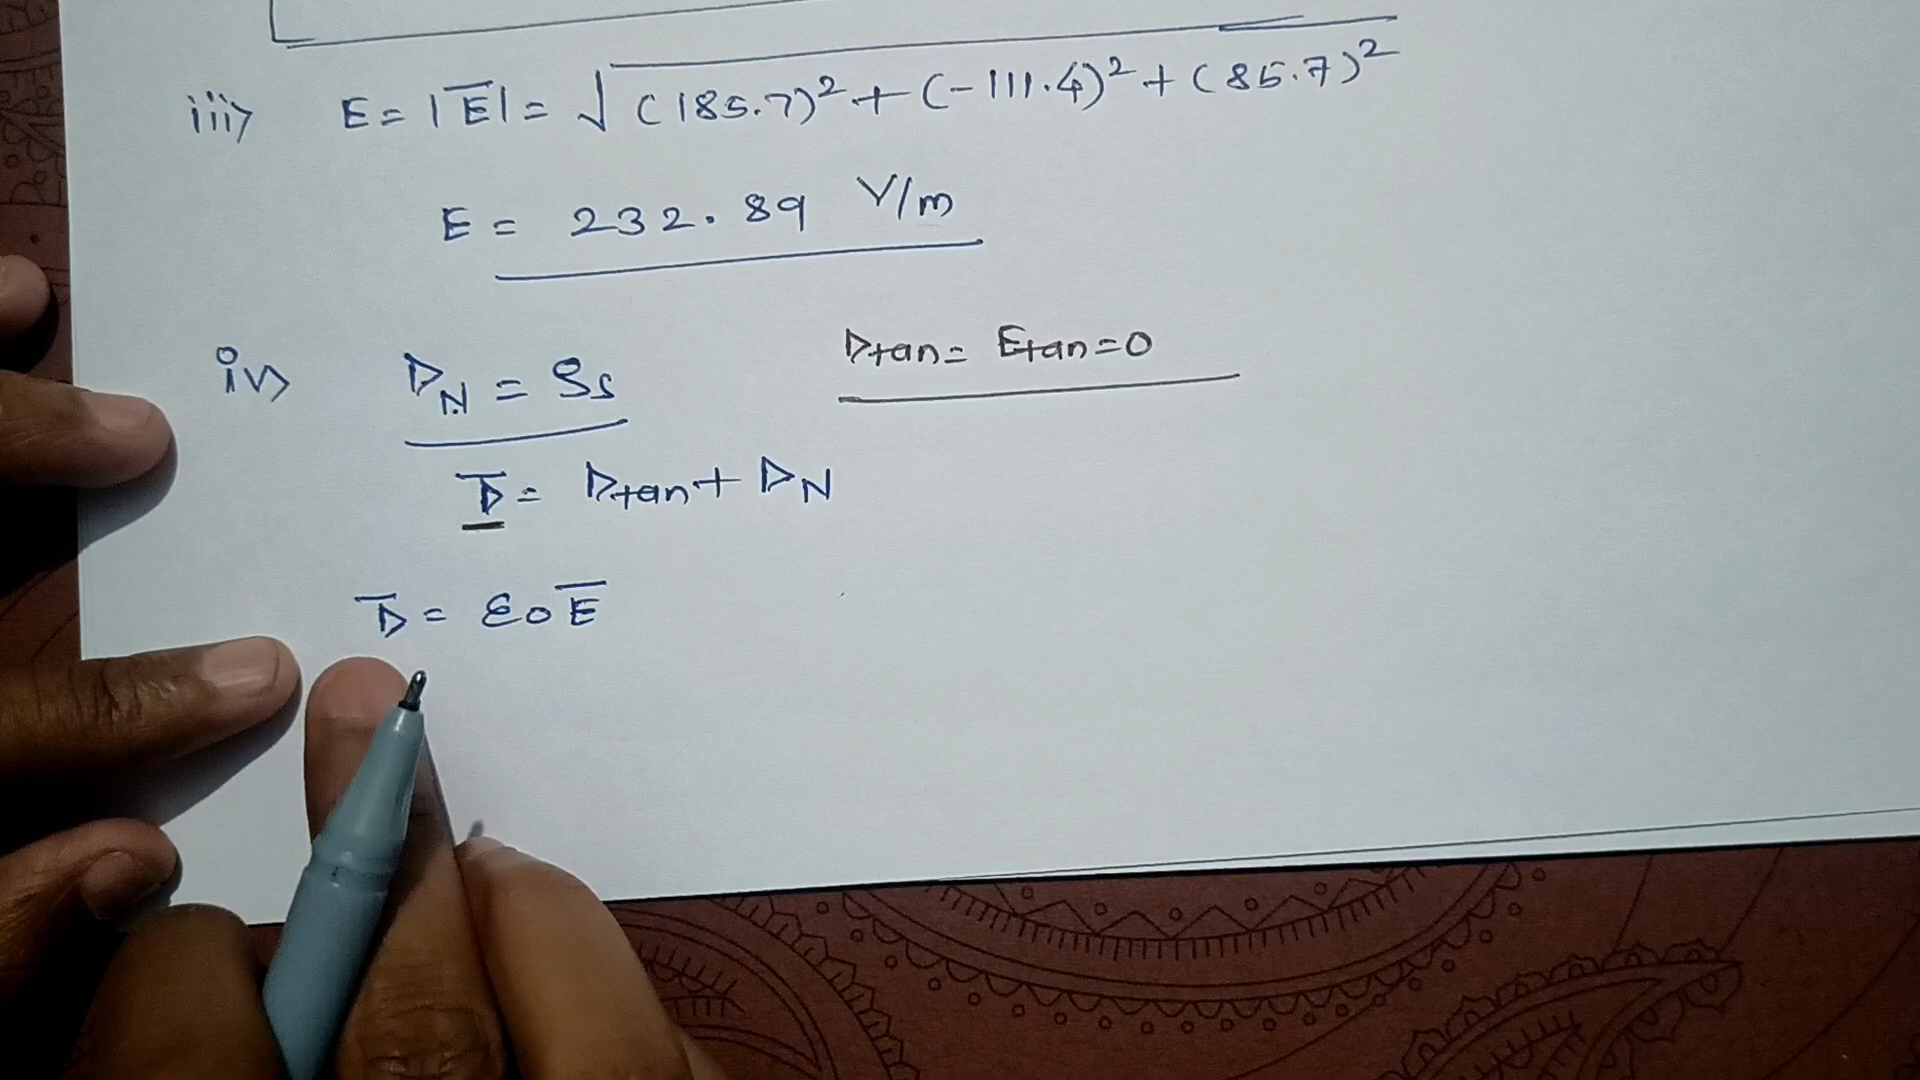 iii) E = |E̅| = √(185.7)² + (-111.4)² + (85.7)²
E = 232.89 V/m
iv) D_N = ρs D_tan = E_tan = 0
D̅ = D_tan + D_N
D̅ = ε0 E̅